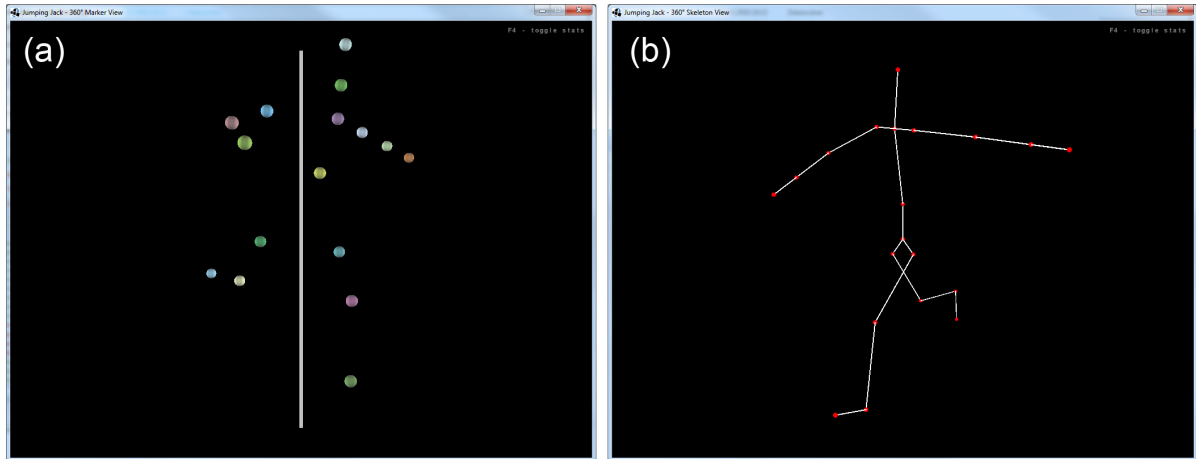 Jumping Jack - 360° Marker View
F4 - toggle stats
(a)
Jumping Jack - 360° Skeleton View
F4 - toggle stats
(b)